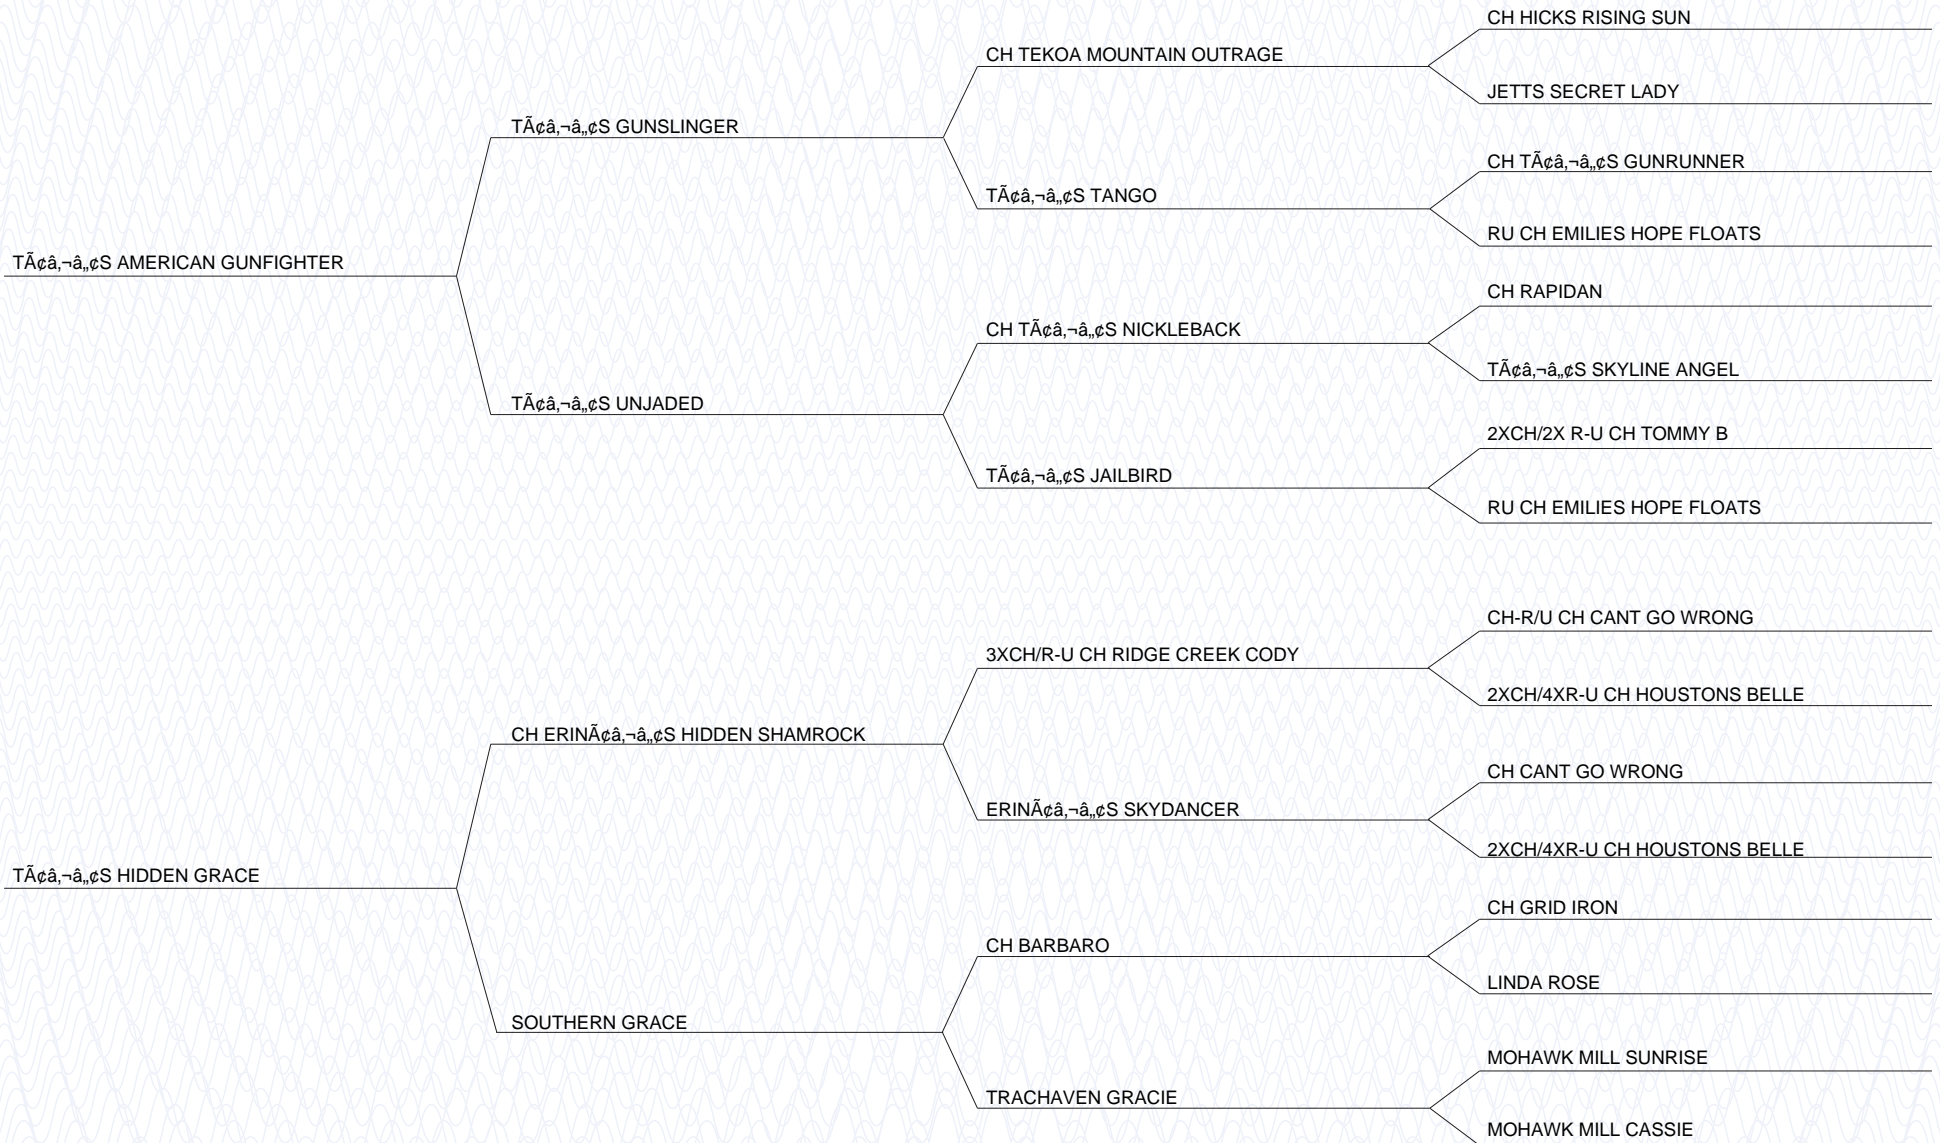 CH HICKS RISING SUN
CH TEKOA MOUNTAIN OUTRAGE
JETTS SECRET LADY
TÃ¢â‚¬â„¢S GUNSLINGER
CH TÃ¢â‚¬â„¢S GUNRUNNER
TÃ¢â‚¬â„¢S TANGO
RU CH EMILIES HOPE FLOATS
TÃ¢â‚¬â„¢S AMERICAN GUNFIGHTER
CH RAPIDAN
CH TÃ¢â‚¬â„¢S NICKLEBACK
TÃ¢â‚¬â„¢S SKYLINE ANGEL
TÃ¢â‚¬â„¢S UNJADED
2XCH/2X R-U CH TOMMY B
TÃ¢â‚¬â„¢S JAILBIRD
RU CH EMILIES HOPE FLOATS
CH-R/U CH CANT GO WRONG
3XCH/R-U CH RIDGE CREEK CODY
2XCH/4XR-U CH HOUSTONS BELLE
CH ERINÃ¢â‚¬â„¢S HIDDEN SHAMROCK
CH CANT GO WRONG
ERINÃ¢â‚¬â„¢S SKYDANCER
2XCH/4XR-U CH HOUSTONS BELLE
TÃ¢â‚¬â„¢S HIDDEN GRACE
CH GRID IRON
CH BARBARO
LINDA ROSE
SOUTHERN GRACE
MOHAWK MILL SUNRISE
TRACHAVEN GRACIE
MOHAWK MILL CASSIE